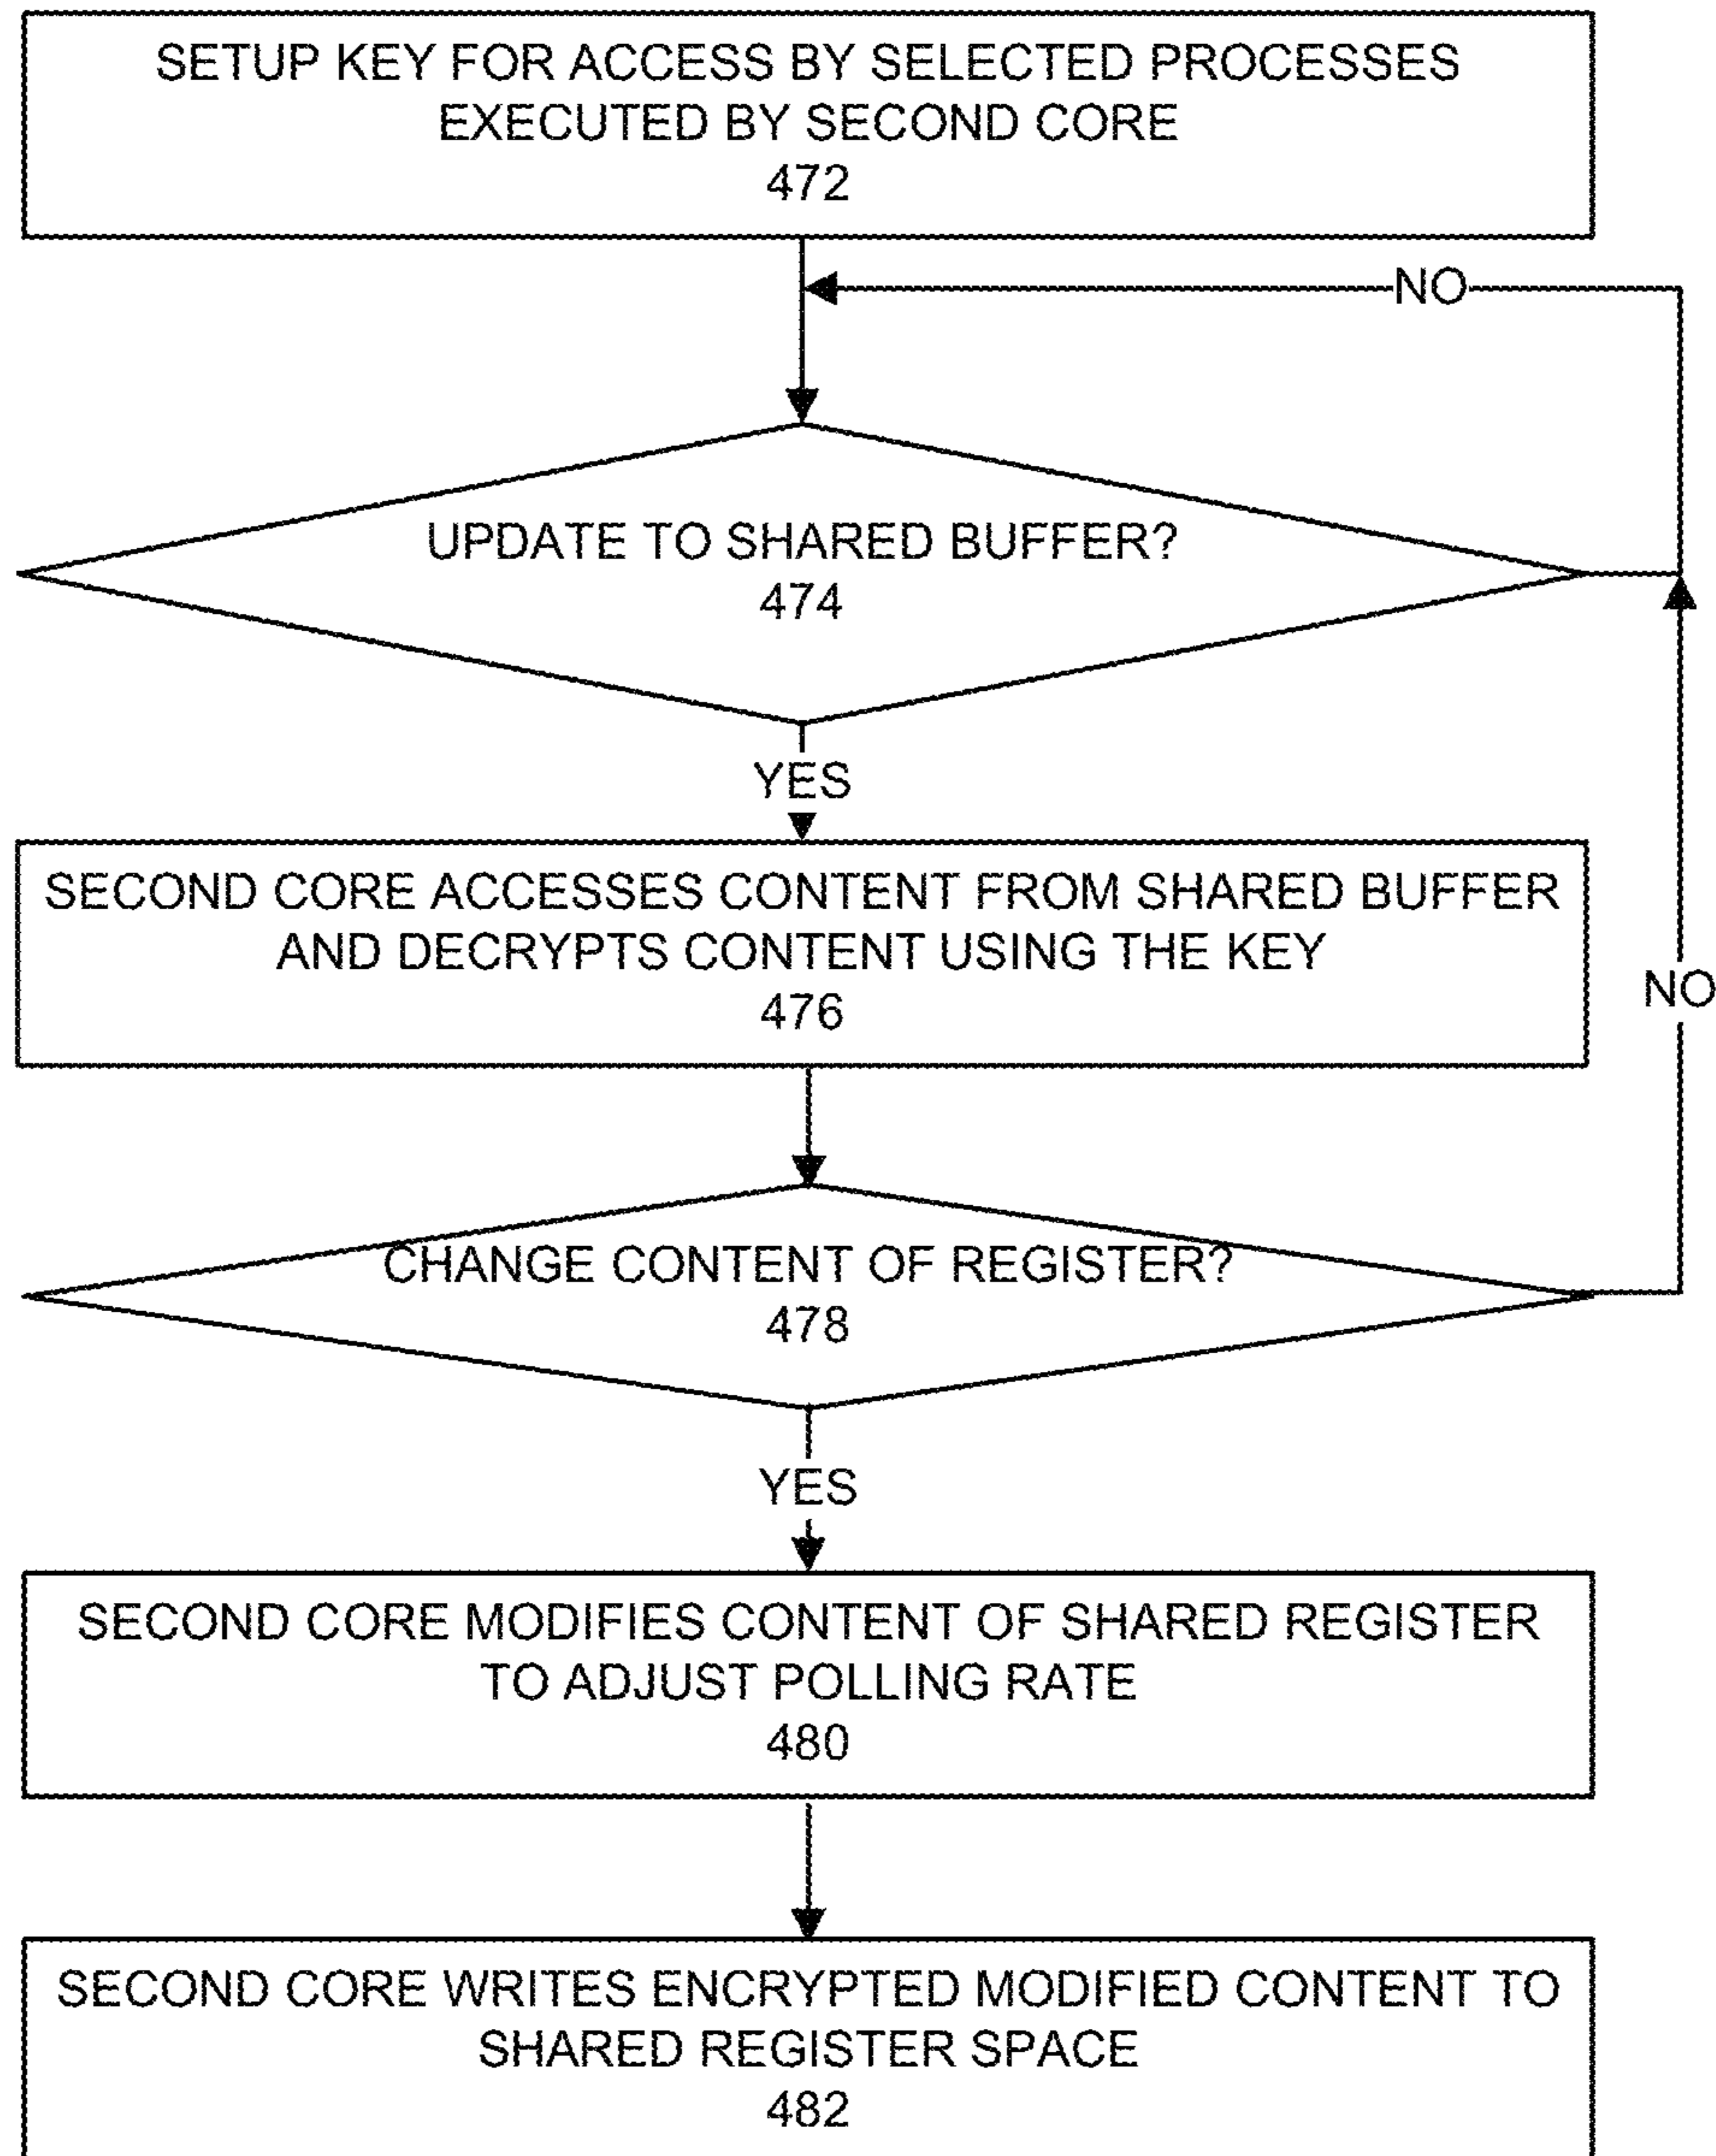 SETUP KEY FOR ACCESS BY SELECTED PROCESSES
EXECUTED BY SECOND CORE
472
NO
UPDATE TO SHARED BUFFER?
474
YES
SECOND CORE ACCESSES CONTENT FROM SHARED BUFFER
AND DECRYPTS CONTENT USING THE KEY
476
NO
CHANGE CONTENT OF REGISTER?
478
YES
SECOND CORE MODIFIES CONTENT OF SHARED REGISTER
TO ADJUST POLLING RATE
480
SECOND CORE WRITES ENCRYPTED MODIFIED CONTENT TO
SHARED REGISTER SPACE
482